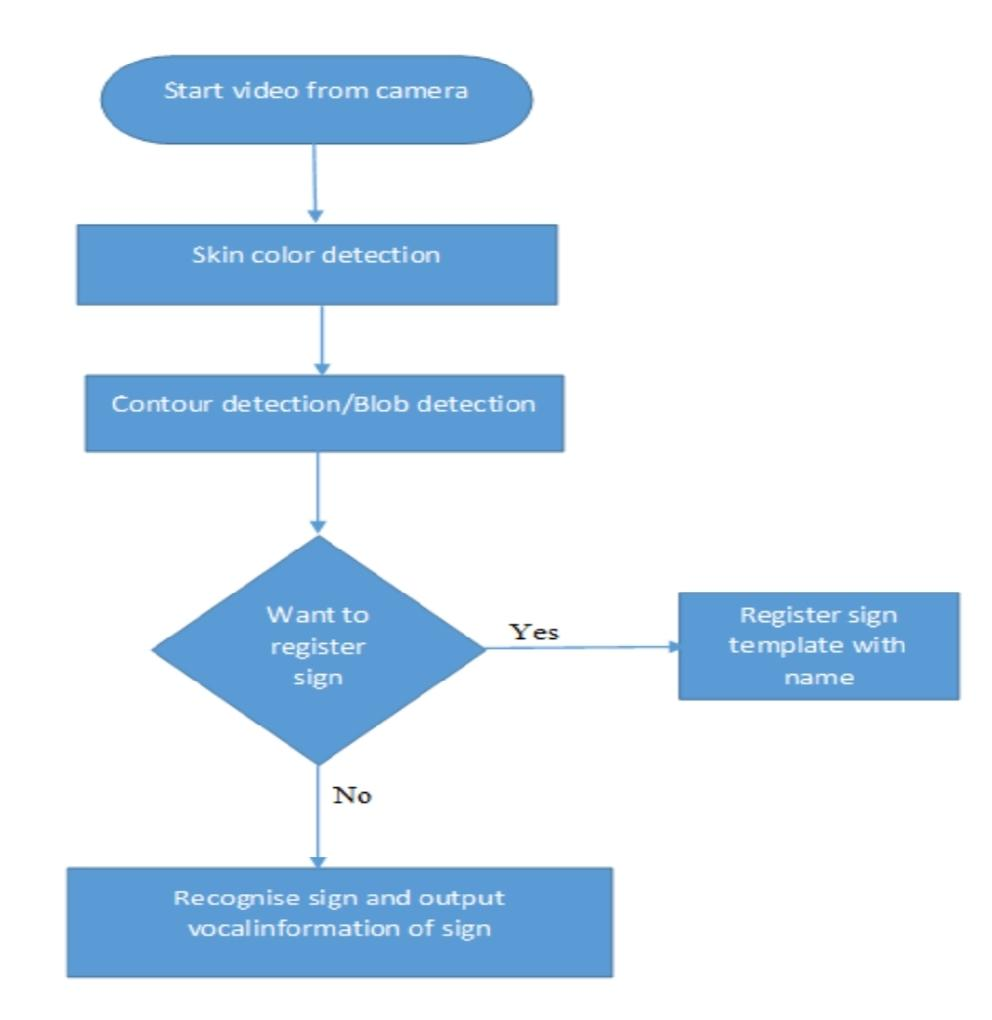 Start video from camera
Skin color detection
Contour detection/Blob detection
Want to
register
sign
Yes
Register sign
template with
name
No
Recognise sign and output
vocalinformation of sign